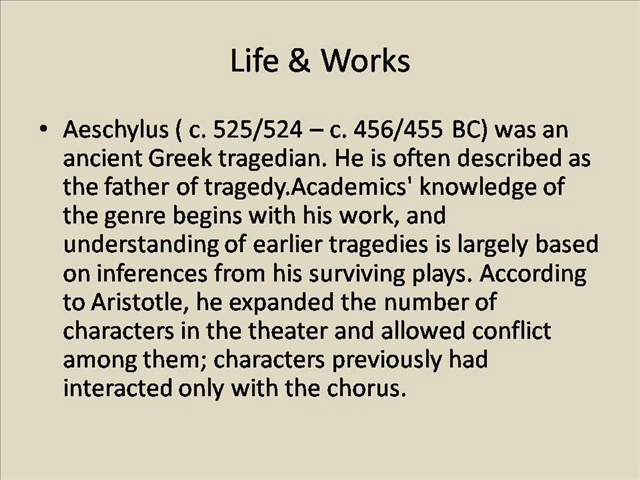 Life & Works
• Aeschylus ( c. 525/524 – c. 456/455 BC) was an
ancient Greek tragedian. He is often described as
the father of tragedy.Academics' knowledge of
the genre begins with his work, and
understanding of earlier tragedies is largely based
on inferences from his surviving plays. According
to Aristotle, he expanded the number of
characters in the theater and allowed conflict
among them; characters previously had
interacted only with the chorus.